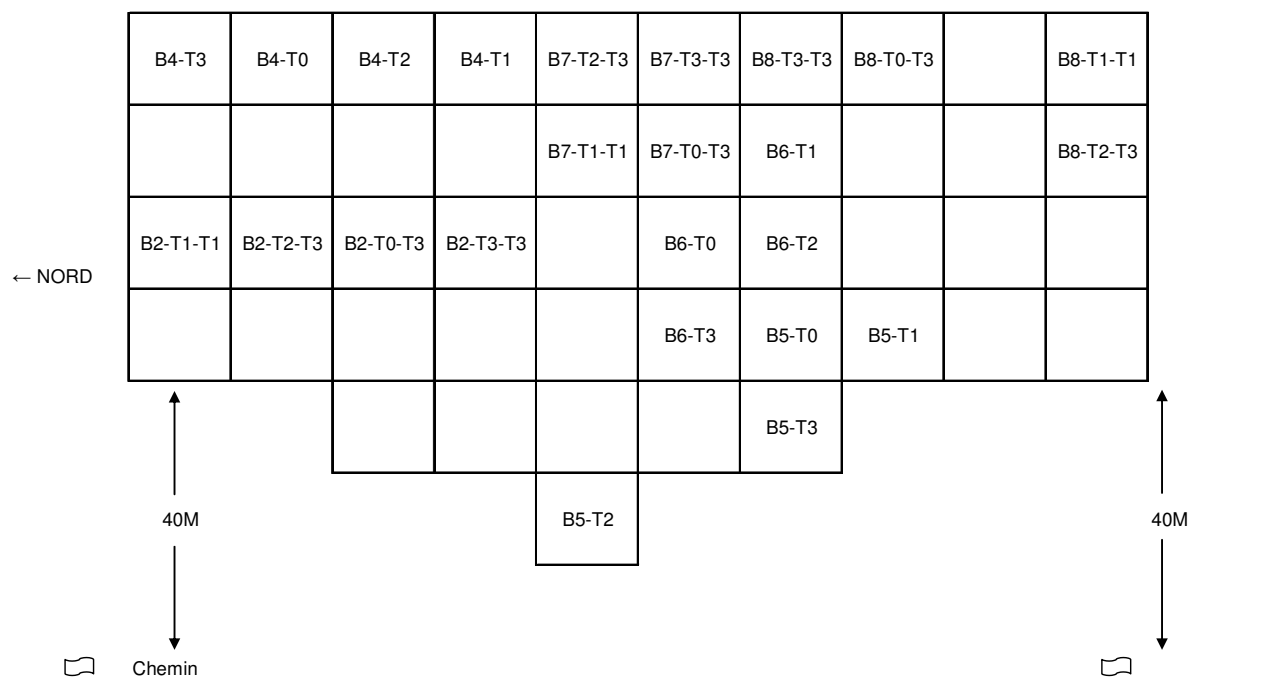 B4-T3 B4-T0 B4-T2 B4-T1 B7-T2-T3 B7-T3-T3 B8-T3-T3 B8-T0-T3 B8-T1-T1
B7-T1-T1 B7-T0-T3 B6-T1 B8-T2-T3
B2-T1-T1 B2-T2-T3 B2-T0-T3 B2-T3-T3 B6-T0 B6-T2
← NORD
B6-T3 B5-T0 B5-T1
B5-T3
40M B5-T2 40M
Chemin